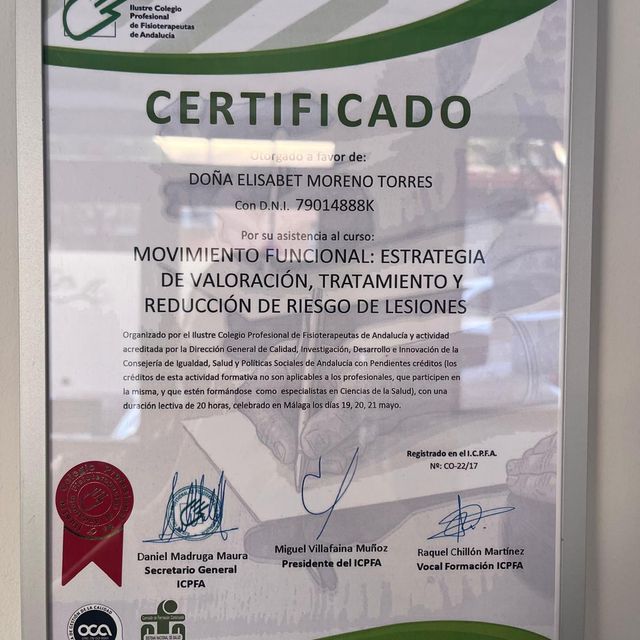 Ilustre Colegio
Profesional
de Fisioterapeutas
de Andalucía
CERTIFICADO
Otorgado a favor de:
DOÑA ELISABET MORENO TORRES
Con D.N.I. 79014888K
Por su asistencia al curso:
MOVIMIENTO FUNCIONAL: ESTRATEGIA
DE VALORACIÓN, TRATAMIENTO Y
REDUCCIÓN DE RIESGO DE LESIONES
Organizado por el Ilustre Colegio Profesional de Fisioterapeutas de Andalucía y actividad
acreditada por la Dirección General de Calidad, Investigación, Desarrollo e Innovación de la
Consejería de Igualdad, Salud y Políticas Sociales de Andalucía con Pendientes créditos (los
créditos de esta actividad formativa no son aplicables a los profesionales, que participen en
la misma, y que estén formándose como especialistas en Ciencias de la Salud), con una
duración lectiva de 20 horas, celebrado en Málaga los días 19, 20, 21 mayo.
Registrado en el I.C.P.F.A.
Nº: CO-22/17
Daniel Madruga Maura
Secretario General
ICPFA
Miguel Villafaina Muñoz
Presidente del ICPFA
Raquel Chillón Martínez
Vocal Formación ICPFA
oca